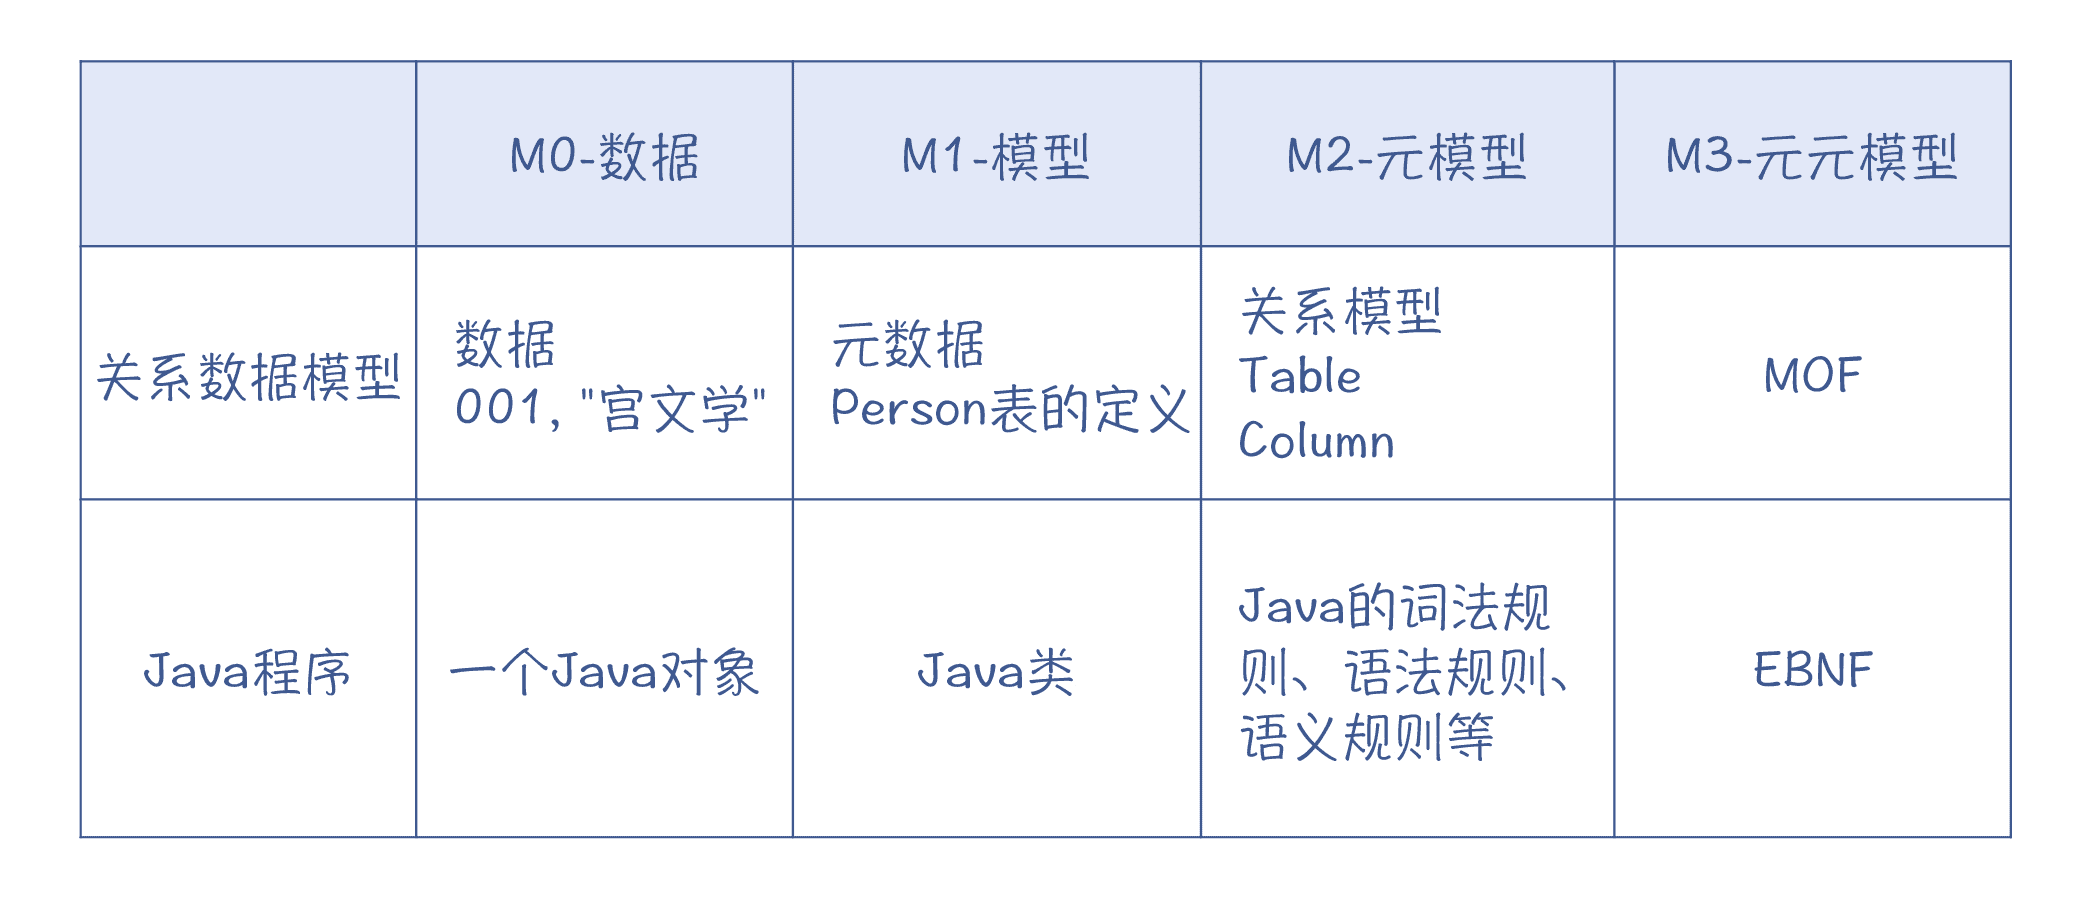 M0-数据
M1-模型
M2-元模型
M3-元元模型
关系数据模型
数据
001, "宫文学"
元数据
Person表的定义
关系模型
Table
Column
MOF
Java程序
一个Java对象
Java类
Java的词法规
则、语法规则、
语义规则等
EBNF